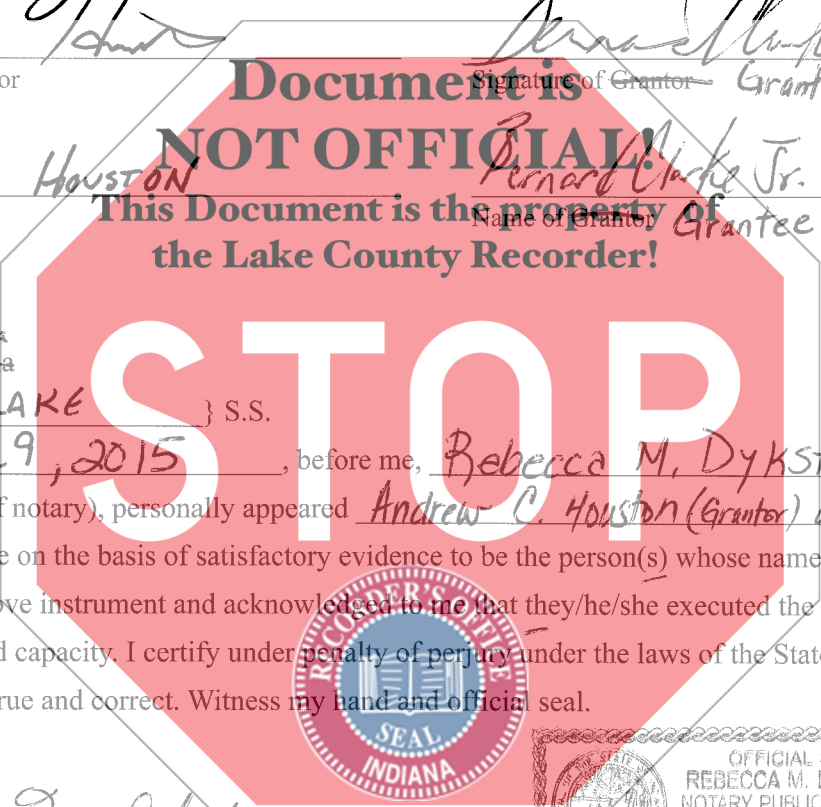 Document is
or
Signature of Grantor Grant
NOT OFFICIAL!
HOUSTON
Bernard Clarke Jr.
This Document is the property of
Name of Grantor Grantee
the Lake County Recorder!
STOP
a
a
LAKE } S.S.
9, 2015, before me, Rebecca M. DYKST
f notary), personally appeared Andrew C. Houston (Grantor)
e on the basis of satisfactory evidence to be the person(s) whose name
ove instrument and acknowledged to me that they/he/she executed the
d capacity. I certify under penalty of perjury under the laws of the State
rue and correct. Witness my hand and official seal.
RECORDER'S OFFICE
SEAL
INDIANA
OFFICIAL
REBECCA M. D
NOTARY PUBLIC